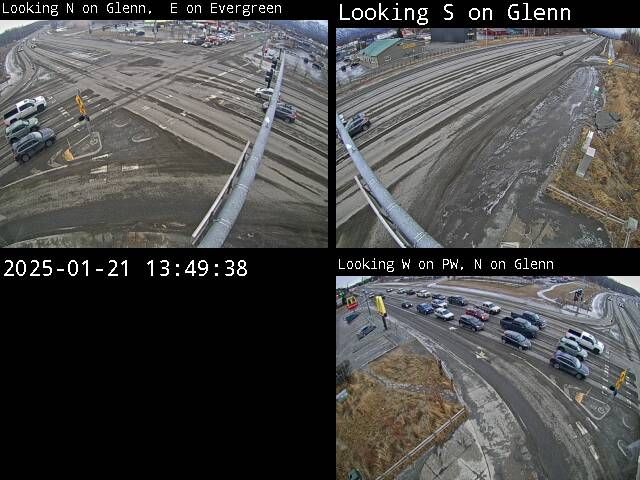 Looking N on Glenn,  E on Evergreen
Looking S on Glenn
2025-01-21 13:49:38
Looking W on PW, N on Glenn